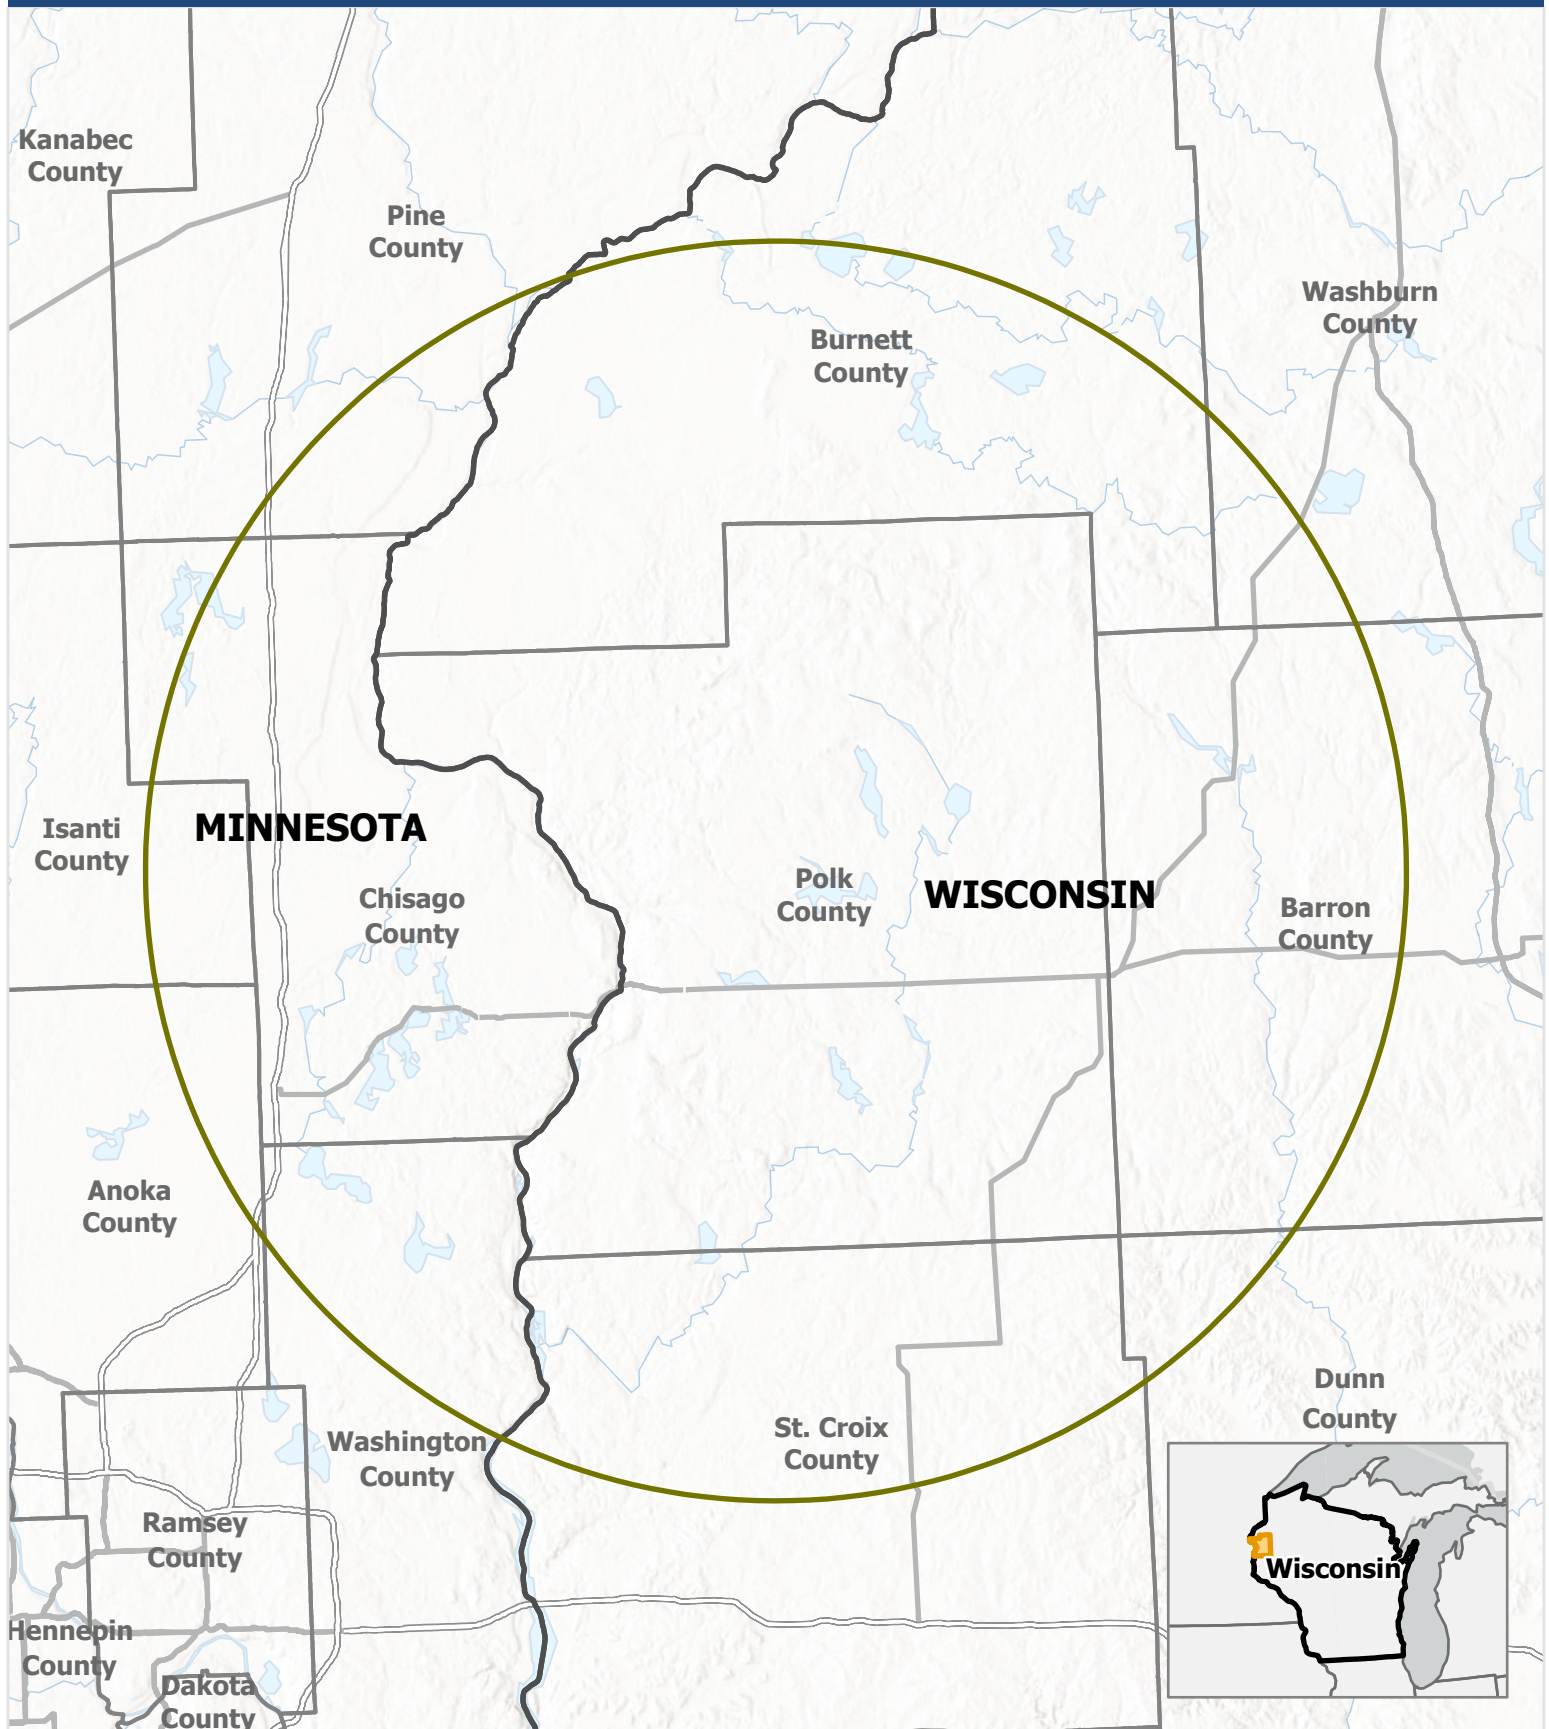 Kanabec
County
Pine
County
Washburn
County
Burnett
County
MINNESOTA
Isanti
County
Polk
County
WISCONSIN
Chisago
County
Barron
County
Anoka
County
Dunn
County
Washington
County
St. Croix
County
Ramsey
County
Wisconsin
Hennepin
County
Dakota
County